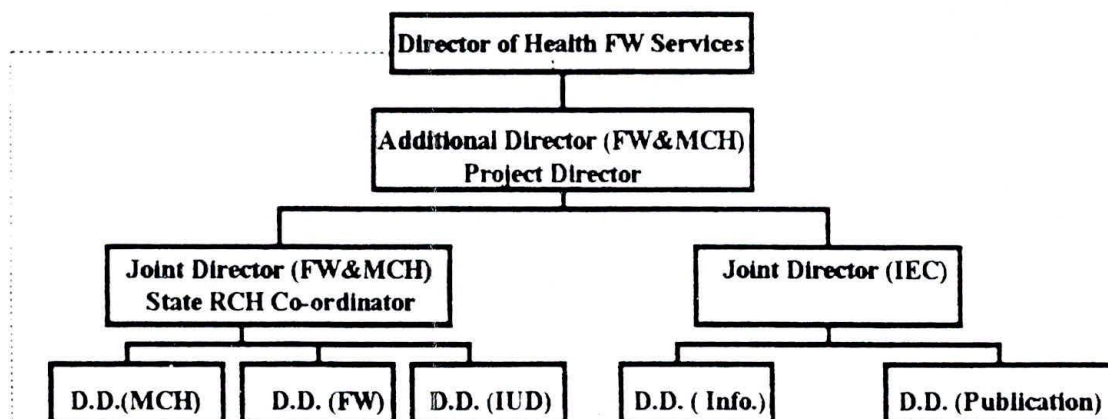 Director of Health FW Services
Additional Director (FW&MCH)
Project Director
Joint Director (FW&MCH)
State RCH Co-ordinator
Joint Director (IEC)
D.D.(MCH)
D.D. (FW)
D.D. (IUD)
D.D. ( Info.)
D.D. (Publication)